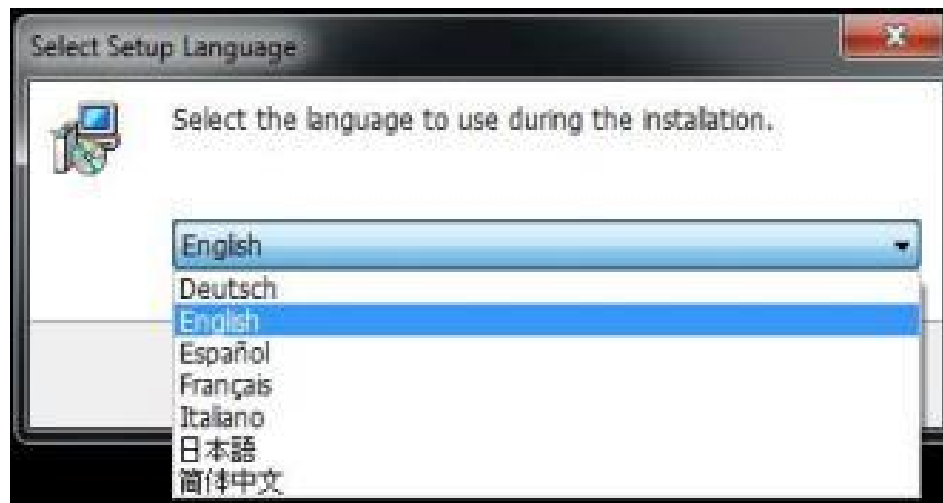 Select Setup Language
Select the language to use during the installation.
English
Deutsch
English
Español
Français
Italiano
日本語
简体中文